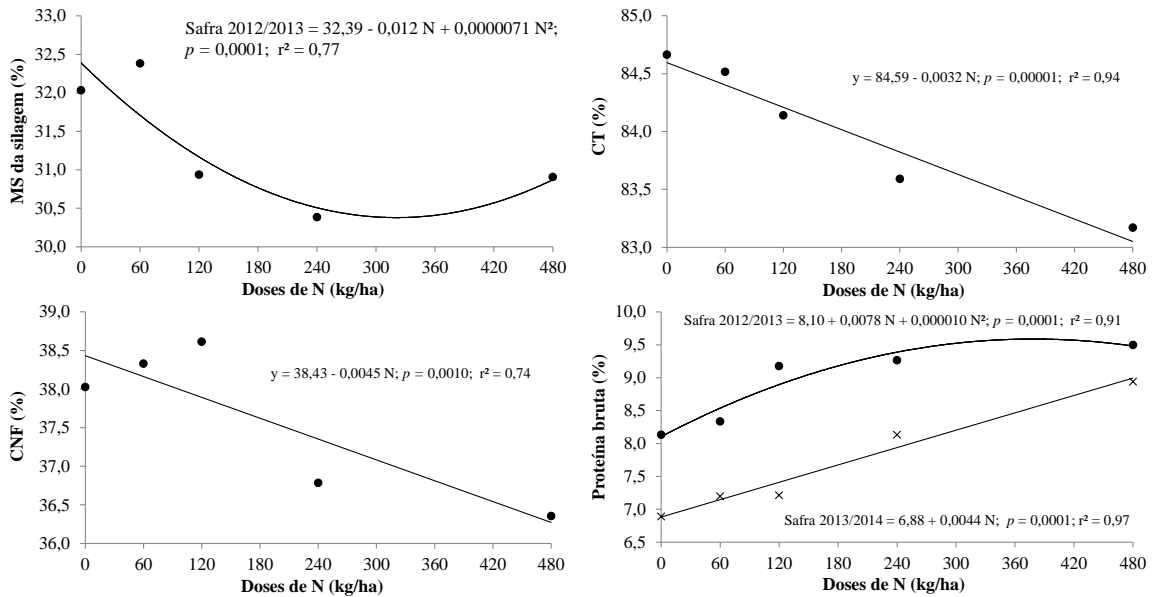 Safra 2012/2013 = 32,39 - 0,012 N + 0,0000071 N²;
p = 0,0001; r² = 0,77
MS da silagem (%)
33,0
32,5
32,0
31,5
31,0
30,5
30,0
0 60 120 180 240 300 360 420 480
Doses de N (kg/ha)
y = 84,59 - 0,0032 N; p = 0,00001; r² = 0,94
CT (%)
85,0
84,5
84,0
83,5
83,0
0 60 120 180 240 300 360 420 480
Doses de N (kg/ha)
y = 38,43 - 0,0045 N; p = 0,0010; r² = 0,74
CNF (%)
39,0
38,5
38,0
37,5
37,0
36,5
36,0
0 60 120 180 240 300 360 420 480
Doses de N (kg/ha)
Safra 2012/2013 = 8,10 + 0,0078 N + 0,000010 N²; p = 0,0001; r² = 0,91
Proteína bruta (%)
10,0
9,5
9,0
8,5
8,0
7,5
7,0
6,5
Safra 2013/2014 = 6,88 + 0,0044 N; p = 0,0001; r² = 0,97
0 60 120 180 240 300 360 420 480
Doses de N (kg/ha)